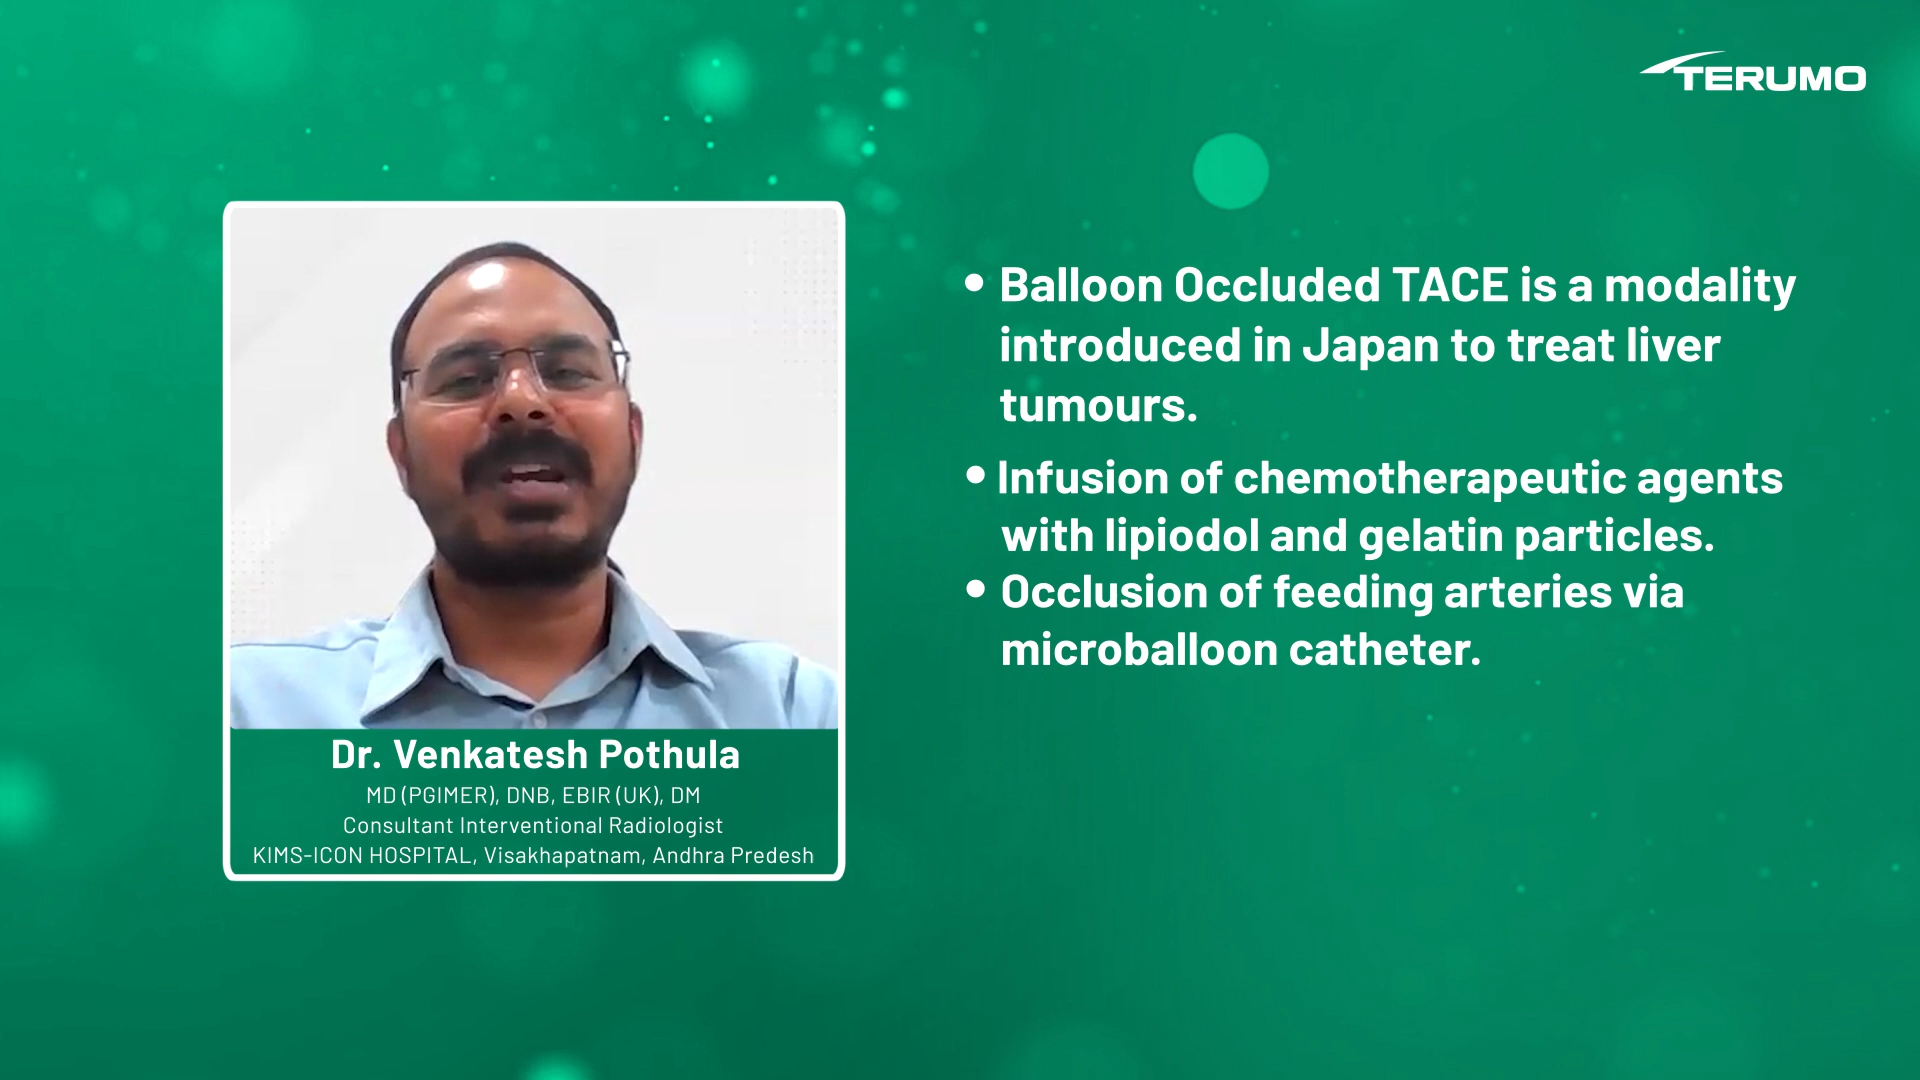 TERUMO
• Balloon Occluded TACE is a modality
introduced in Japan to treat liver
tumours.
• Infusion of chemotherapeutic agents
with lipiodol and gelatin particles.
• Occlusion of feeding arteries via
microballoon catheter.
Dr. Venkatesh Pothula
MD (PGIMER), DNB, EBIR (UK), DM
Consultant Interventional Radiologist
KIMS-ICON HOSPITAL, Visakhapatnam, Andhra Predesh